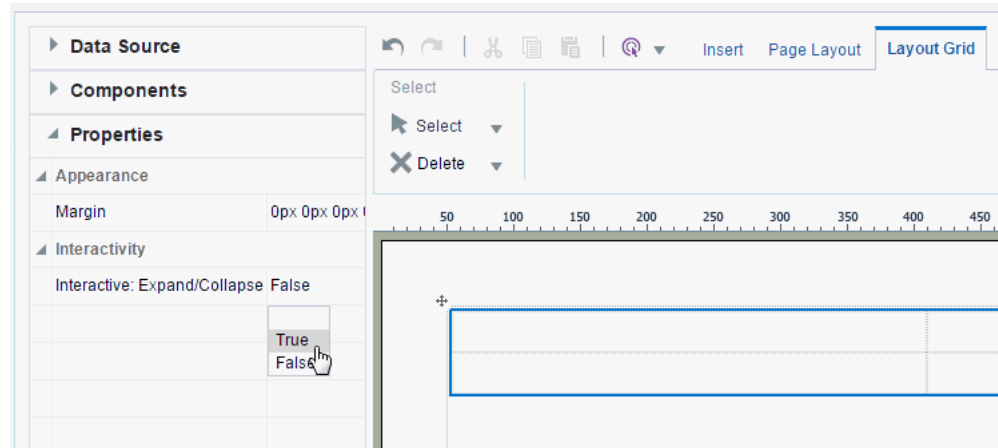 Data Source
Components
Properties
Appearance
Margin 0px 0px 0px
Interactivity
Interactive: Expand/Collapse False
True
False
Insert Page Layout Layout Grid
Select
Select
Delete
50 100 150 200 250 300 350 400 450